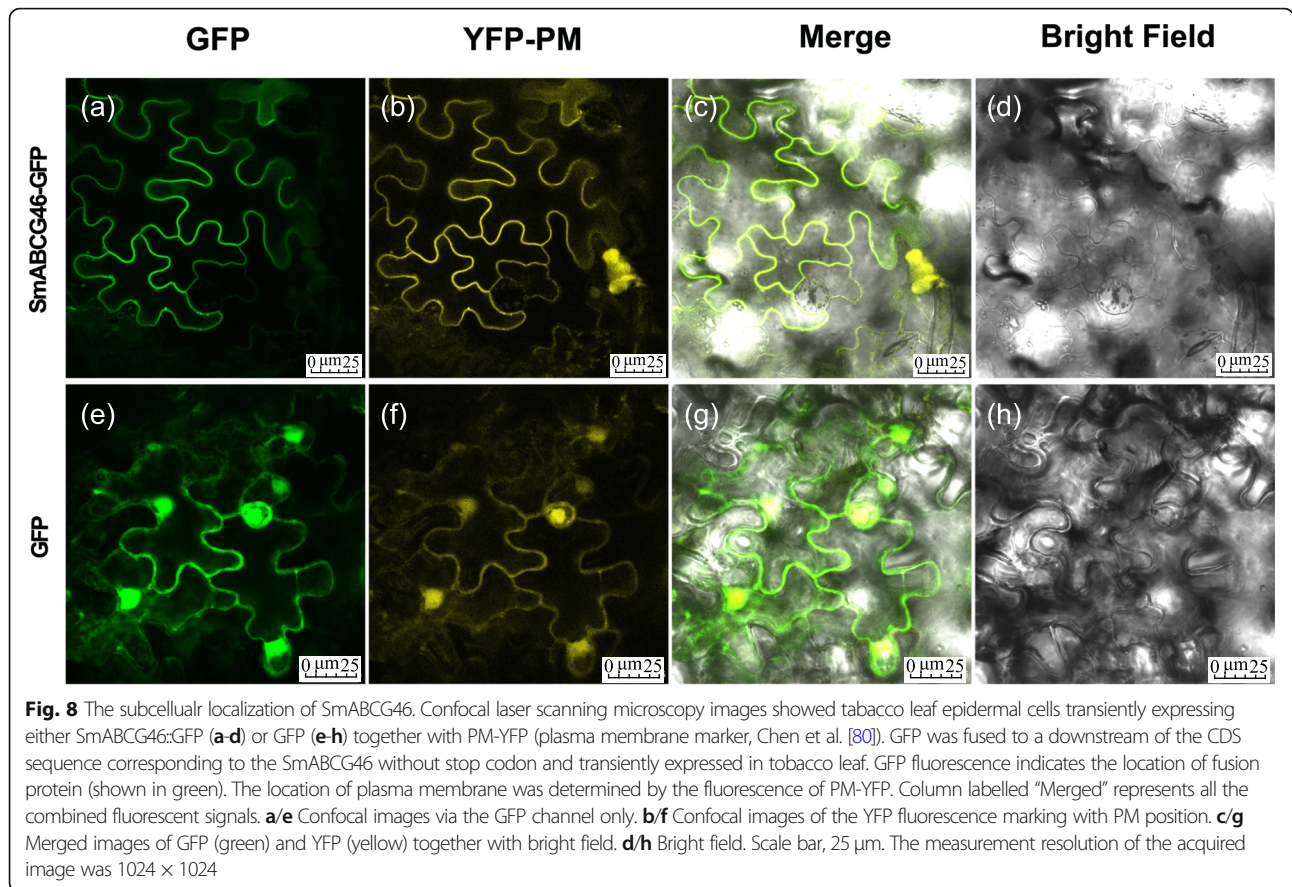 GFP YFP-PM Merge Bright Field
SmABCG46-GFP
(a) (b) (c) (d)
0 µm25 0 µm25 0 µm25 0 µm25
GFP
(e) (f) (g) (h)
0 µm25 0 µm25 0 µm25 0 µm25
Fig. 8 The subcellualr localization of SmABCG46. Confocal laser scanning microscopy images showed tabacco leaf epidermal cells transiently expressing
either SmABCG46::GFP (a-d) or GFP (e-h) together with PM-YFP (plasma membrane marker, Chen et al. [80]). GFP was fused to a downstream of the CDS
sequence corresponding to the SmABCG46 without stop codon and transiently expressed in tobacco leaf. GFP fluorescence indicates the location of fusion
protein (shown in green). The location of plasma membrane was determined by the fluorescence of PM-YFP. Column labelled “Merged” represents all the
combined fluorescent signals. a/e Confocal images via the GFP channel only. b/f Confocal images of the YFP fluorescence marking with PM position. c/g
Merged images of GFP (green) and YFP (yellow) together with bright field. d/h Bright field. Scale bar, 25 µm. The measurement resolution of the acquired
image was 1024 × 1024